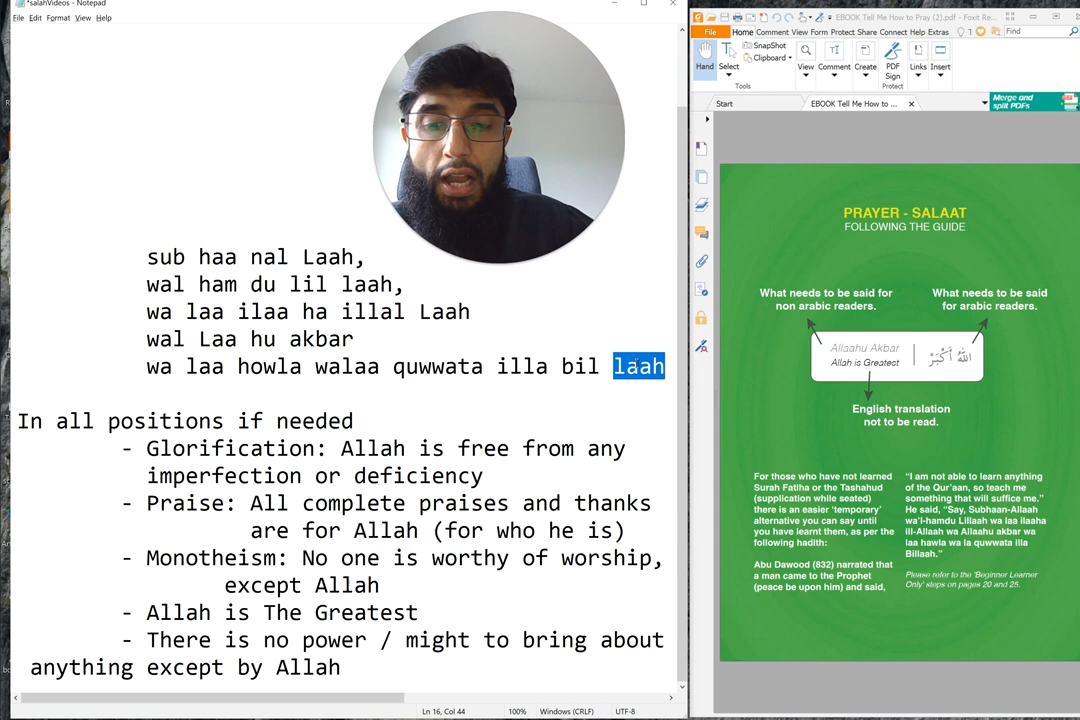 *salahVideos - Notepad
File Edit Format View Help
sub haa nal Laah,
wal ham du lil laah,
wa laa ilaa ha illal Laah
wal Laa hu akbar
wa laa howla walaa quwwata illa bil laah
In all positions if needed
- Glorification: Allah is free from any
imperfection or deficiency
- Praise: All complete praises and thanks
are for Allah (for who he is)
- Monotheism: No one is worthy of worship,
except Allah
- Allah is The Greatest
- There is no power / might to bring about
anything except by Allah
Ln 16, Col 44 100% Windows (CRLF) UTF-8
EBOOK Tell Me How to Pray (2).pdf - Foxit Re...
File Home Comment View Form Protect Share Connect Help Extras Find
SnapShot
Clipboard
Hand Select View Comment Create PDF Sign Links Insert
Tools Protect
Start EBOOK Tell Me How to ...
Merge and
split PDFs
PRAYER - SALAAT
FOLLOWING THE GUIDE
What needs to be said for
non arabic readers.
What needs to be said
for arabic readers.
Allaahu Akbar
Allah is Greatest
اللهُ أَكْبَرْ
English translation
not to be read.
For those who have not learned
Surah Fatiha or the Tashahud
(supplication while seated)
there is an easier ‘temporary’
alternative you can say until
you have learnt them, as per the
following hadith:
Abu Dawood (832) narrated that
a man came to the Prophet
(peace be upon him) and said,
“I am not able to learn anything
of the Qur’aan, so teach me
something that will suffice me.”
He said, “Say, Subhaan-Allaah
wa’l-hamdu Lillaah wa laa ilaaha
ill-Allaah wa Allaahu akbar wa
laa hawla wa la quwwata illa
Billaah.”
Please refer to the ‘Beginner Learner
Only’ steps on pages 20 and 25.